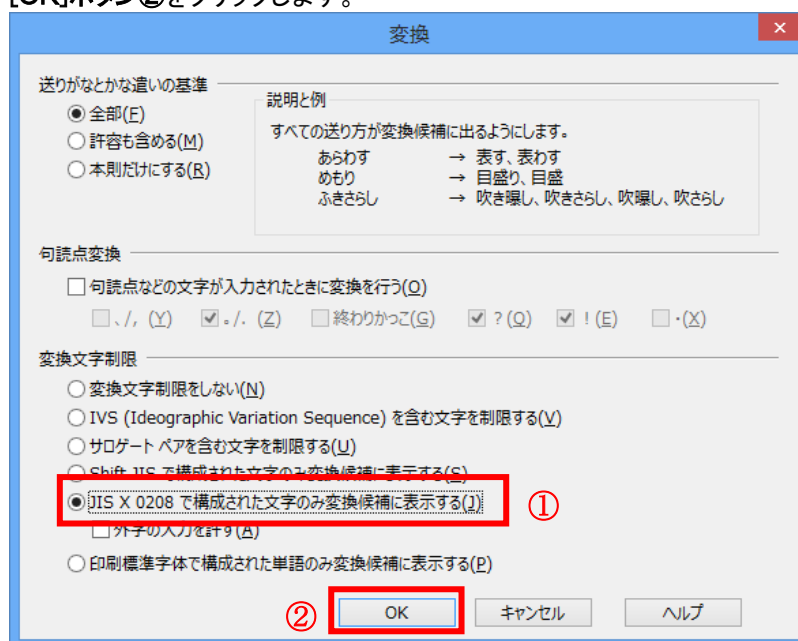 [OK]ボタン②をクリックします。
変換
送りがなとかな遣いの基準
全部(F)
許容も含める(M)
本則だけにする(R)
説明と例
すべての送り方が変換候補に出るようにします。
あらわす → 表す、表わす
めもり → 目盛り、目盛
ふきさらし → 吹き曝し、吹きさらし、吹曝し、吹さらし
句読点変換
句読点などの文字が入力されたときに変換を行う(O)
、/, (Y) 。/. (Z) 終わりかっこ(G) ? (Q) ! (E) ・(X)
変換文字制限
変換文字制限をしない(N)
IVS (Ideographic Variation Sequence) を含む文字を制限する(V)
サロゲート ペアを含む文字を制限する(U)
Shift JIS で構成された文字のみ変換候補に表示する(S)
JIS X 0208 で構成された文字のみ変換候補に表示する(J) ①
外字の入力を許す(A)
印刷標準字体で構成された単語のみ変換候補に表示する(P)
② OK キャンセル ヘルプ